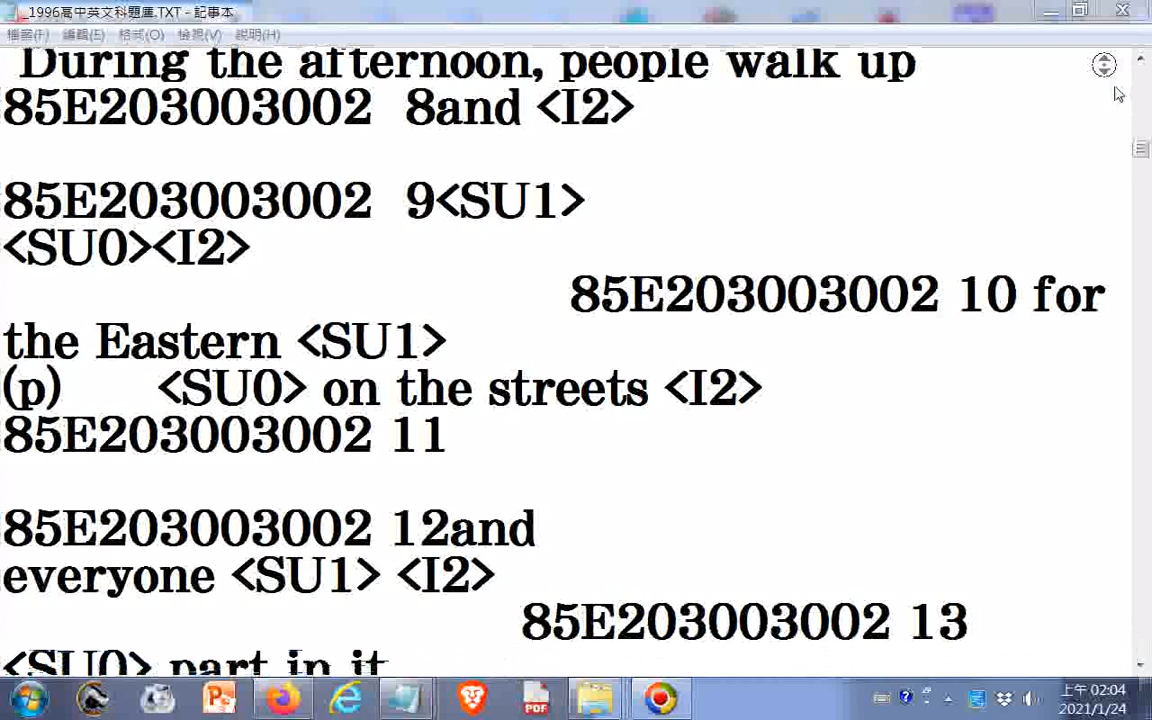 _1996高中英文科題庫.TXT - 記事本
檔案(F) 編輯(E) 格式(O) 檢視(V) 說明(H)
During the afternoon, people walk up
85E203003002 8and <I2>
85E203003002 9<SU1>
<SU0><I2>
85E203003002 10 for
the Eastern <SU1>
(p) <SU0> on the streets <I2>
85E203003002 11
85E203003002 12and
everyone <SU1> <I2>
85E203003002 13
<SU0> part in it
PDF
上午 02:04
2021/1/24